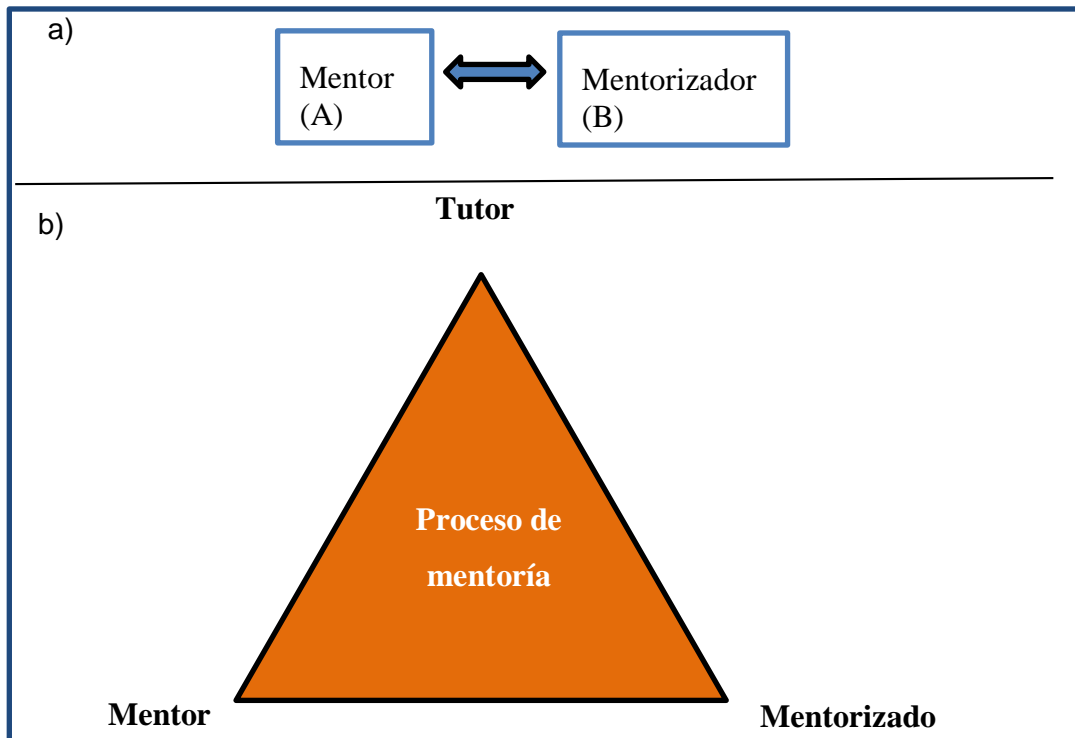 a)
Mentor
(A)
Mentorizador
(B)
b)
Tutor
Proceso de
mentoría
Mentor
Mentorizado